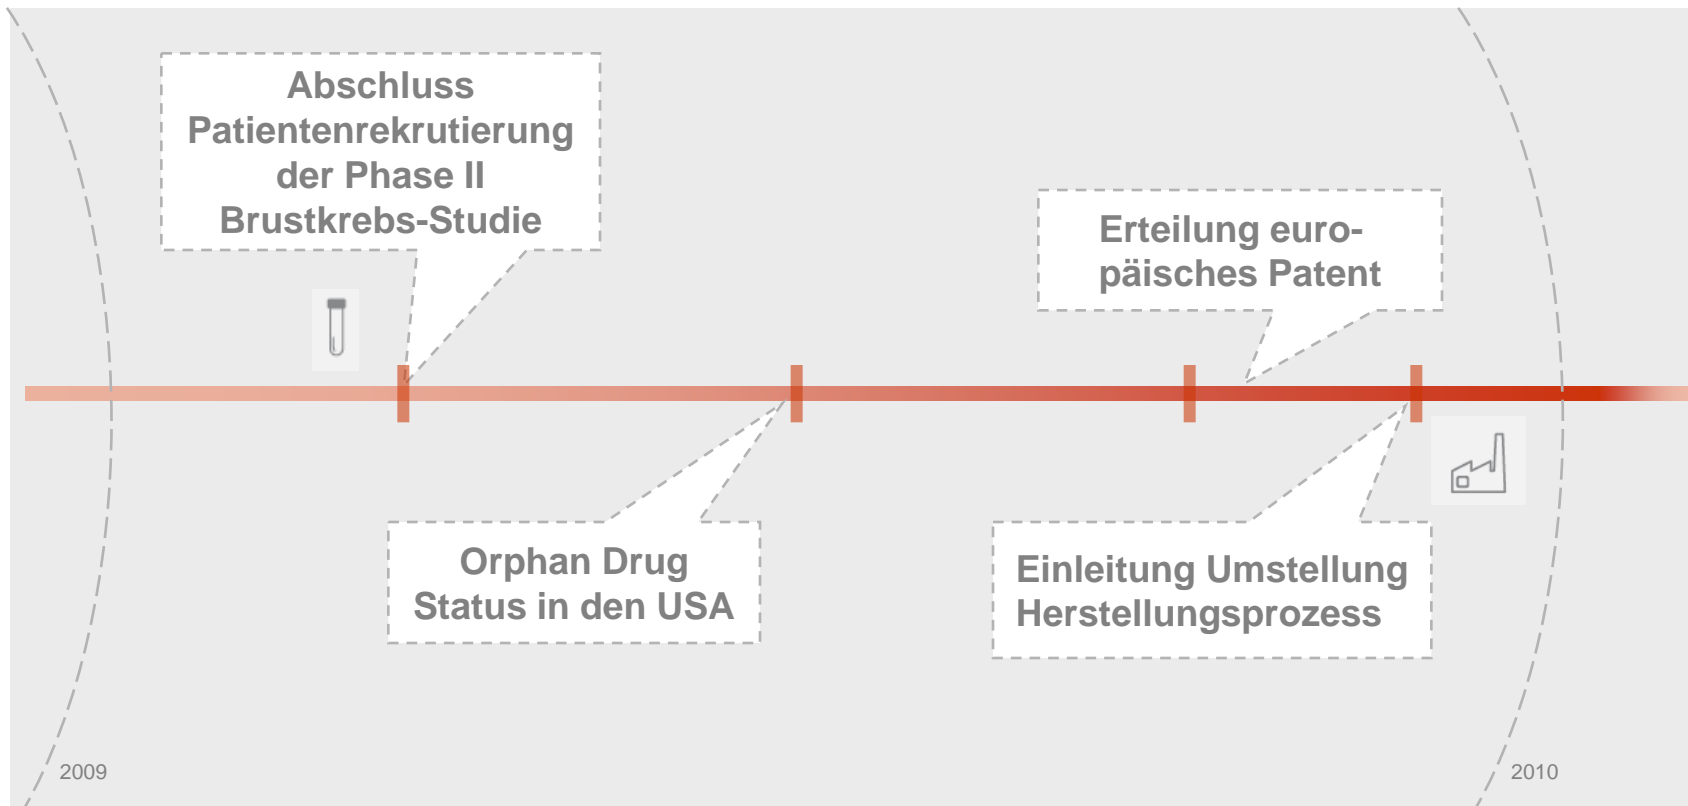 Abschluss
Patientenrekrutierung
der Phase II
Brustkrebs-Studie
Erteilung euro-
päisches Patent
Orphan Drug
Status in den USA
Einleitung Umstellung
Herstellungsprozess
2009
2010